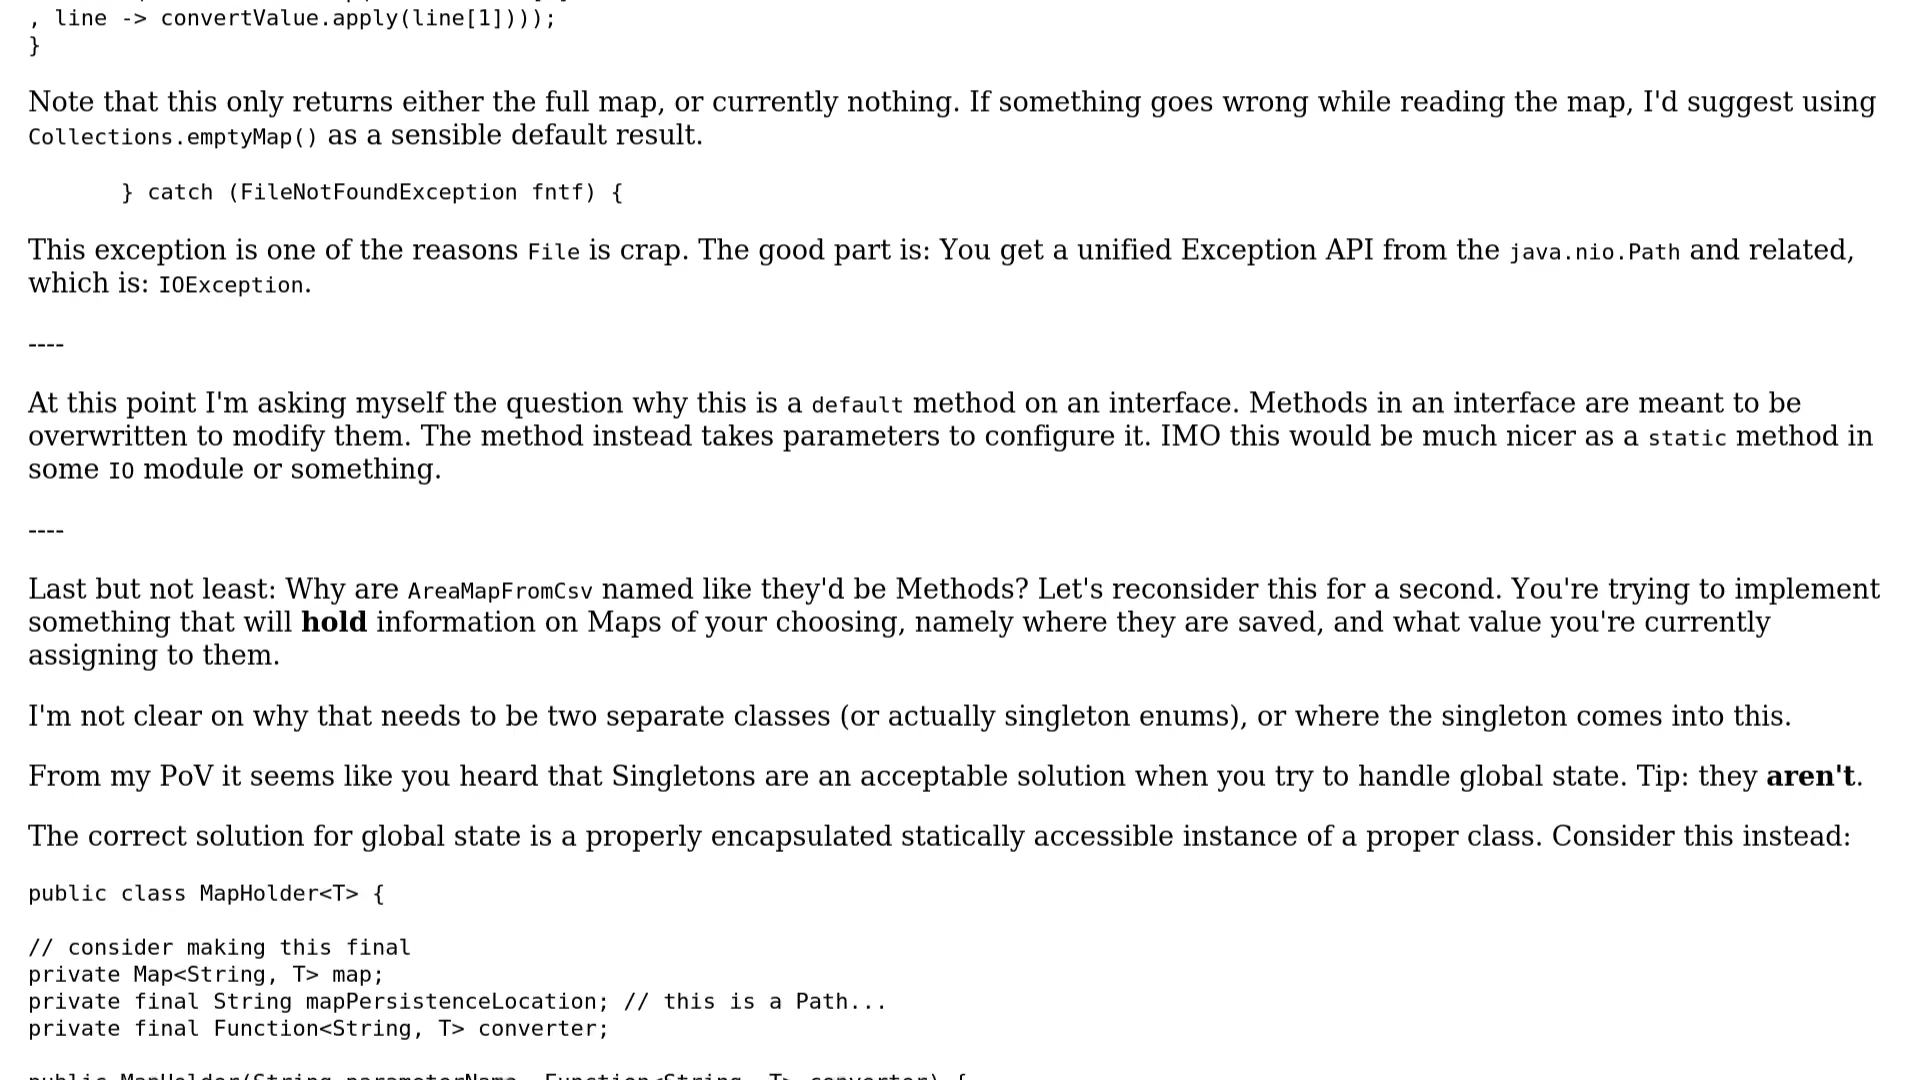 , line -> convertValue.apply(line[1])));
}
Note that this only returns either the full map, or currently nothing. If something goes wrong while reading the map, I'd suggest using
Collections.emptyMap() as a sensible default result.
} catch (FileNotFoundException fntf) {
This exception is one of the reasons File is crap. The good part is: You get a unified Exception API from the java.nio.Path and related,
which is: IOException.
----
At this point I'm asking myself the question why this is a default method on an interface. Methods in an interface are meant to be
overwritten to modify them. The method instead takes parameters to configure it. IMO this would be much nicer as a static method in
some IO module or something.
----
Last but not least: Why are AreaMapFromCsv named like they'd be Methods? Let's reconsider this for a second. You're trying to implement
something that will hold information on Maps of your choosing, namely where they are saved, and what value you're currently
assigning to them.
I'm not clear on why that needs to be two separate classes (or actually singleton enums), or where the singleton comes into this.
From my PoV it seems like you heard that Singletons are an acceptable solution when you try to handle global state. Tip: they aren't.
The correct solution for global state is a properly encapsulated statically accessible instance of a proper class. Consider this instead:
public class MapHolder<T> {
// consider making this final
private Map<String, T> map;
private final String mapPersistenceLocation; // this is a Path...
private final Function<String, T> converter;
public MapHolder(String parameterName, Function<String, T> converter) {